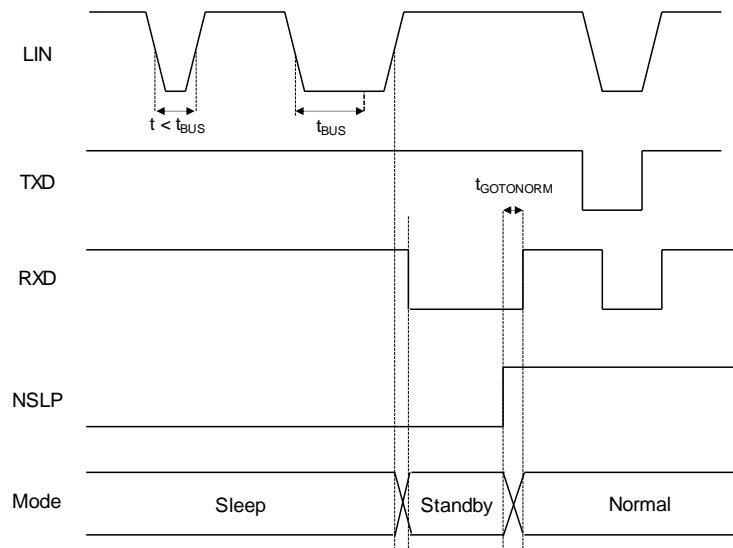 LIN
t < tBUS
tBUS
TXD
tGOTONORM
RXD
NSLP
Mode
Sleep
Standby
Normal